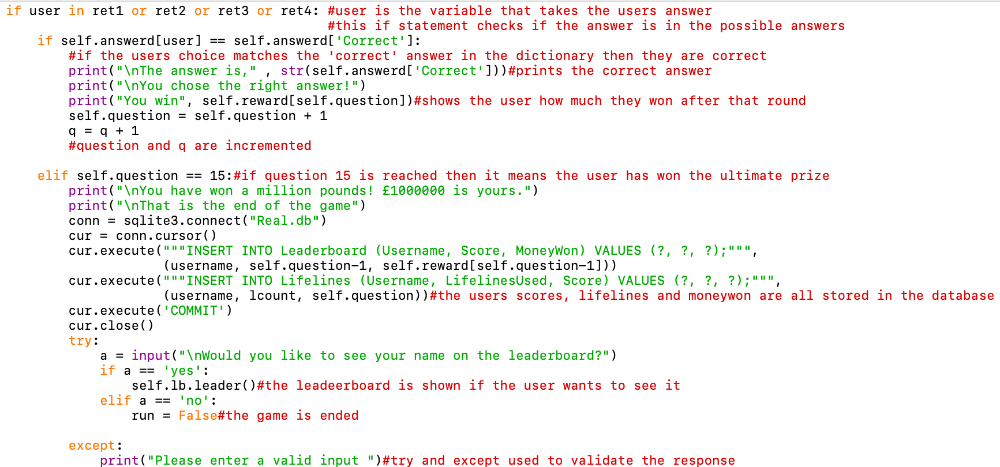 if user in ret1 or ret2 or ret3 or ret4: #user is the variable that takes the users answer
#this if statement checks if the answer is in the possible answers
if self.answerd[user] == self.answerd['Correct']:
#if the users choice matches the 'correct' answer in the dictionary then they are correct
print("\nThe answer is," , str(self.answerd['Correct']))#prints the correct answer
print("\nYou chose the right answer!")
print("You win", self.reward[self.question])#shows the user how much they won after that round
self.question = self.question + 1
q = q + 1
#question and q are incremented
elif self.question == 15:#if question 15 is reached then it means the user has won the ultimate prize
print("\nYou have won a million pounds! £1000000 is yours.")
print("\nThat is the end of the game")
conn = sqlite3.connect("Real.db")
cur = conn.cursor()
cur.execute("""INSERT INTO Leaderboard (Username, Score, MoneyWon) VALUES (?, ?, ?);""",
(username, self.question-1, self.reward[self.question-1]))
cur.execute("""INSERT INTO Lifelines (Username, LifelinesUsed, Score) VALUES (?, ?, ?);""",
(username, lcount, self.question))#the users scores, lifelines and moneywon are all stored in the database
cur.execute('COMMIT')
cur.close()
try:
a = input("\nWould you like to see your name on the leaderboard?")
if a == 'yes':
self.lb.leader()#the leadeerboard is shown if the user wants to see it
elif a == 'no':
run = False#the game is ended
except:
print("Please enter a valid input ")#try and except used to validate the response